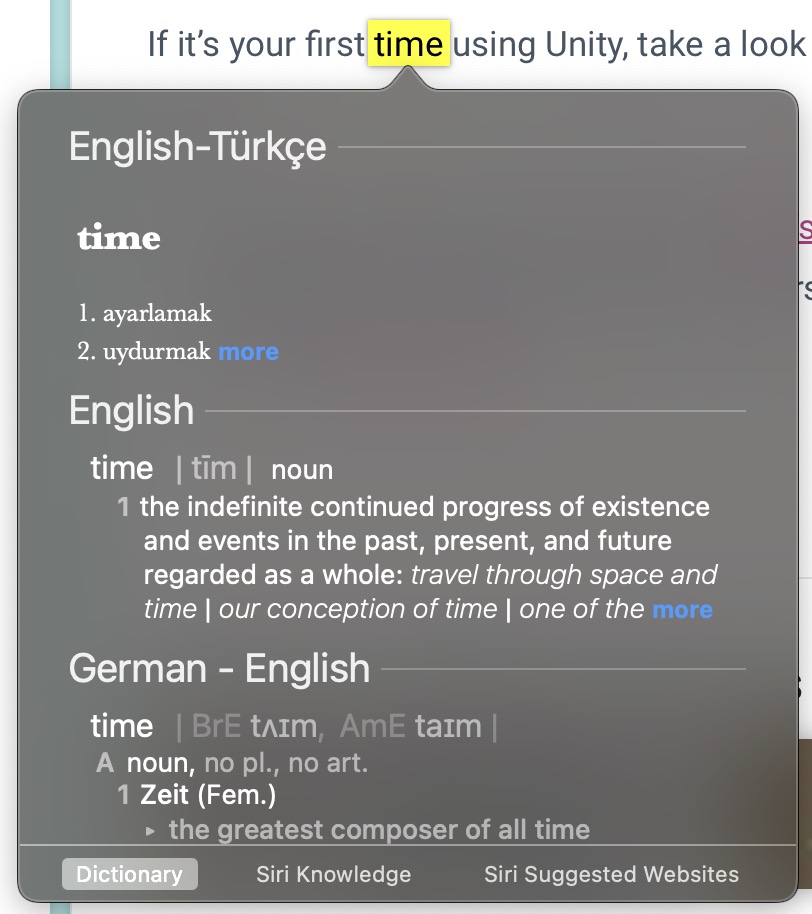 If it’s your first time using Unity, take a look
English-Türkçe
time
1. ayarlamak
2. uydurmak more
English
time | tīm | noun
1 the indefinite continued progress of existence
and events in the past, present, and future
regarded as a whole: travel through space and
time | our conception of time | one of the more
German - English
time | BrE tʌɪm, AmE taɪm |
A noun, no pl., no art.
1 Zeit (Fem.)
▸ the greatest composer of all time
Dictionary Siri Knowledge Siri Suggested Websites